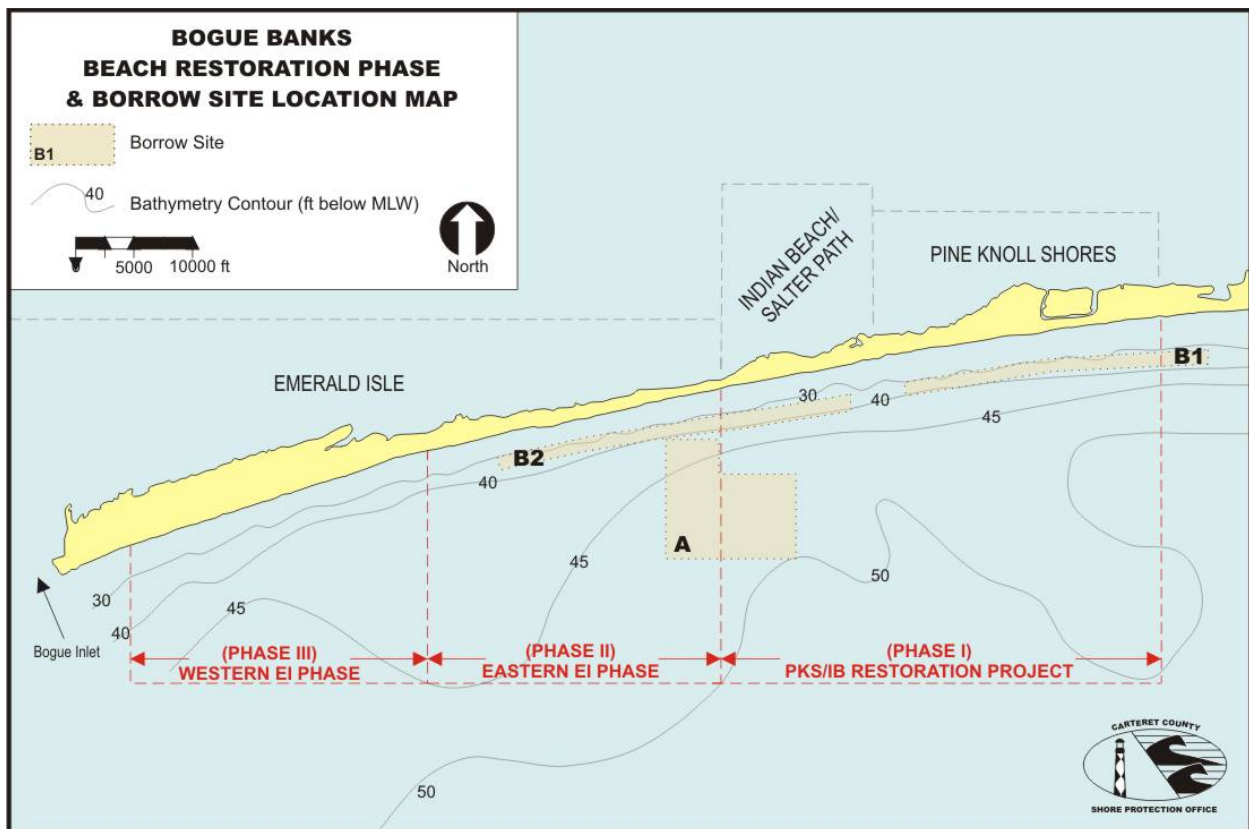 BOGUE BANKS
BEACH RESTORATION PHASE
& BORROW SITE LOCATION MAP
B1
Borrow Site
40
Bathymetry Contour (ft below MLW)
0
5000
10000 ft
North
INDIAN BEACH/
SALTER PATH
PINE KNOLL SHORES
EMERALD ISLE
B1
30
40
45
B2
40
A
45
50
30
45
40
Bogue Inlet
(PHASE III)
WESTERN EI PHASE
(PHASE II)
EASTERN EI PHASE
(PHASE I)
PKS/IB RESTORATION PROJECT
50
CARTERET COUNTY
SHORE PROTECTION OFFICE